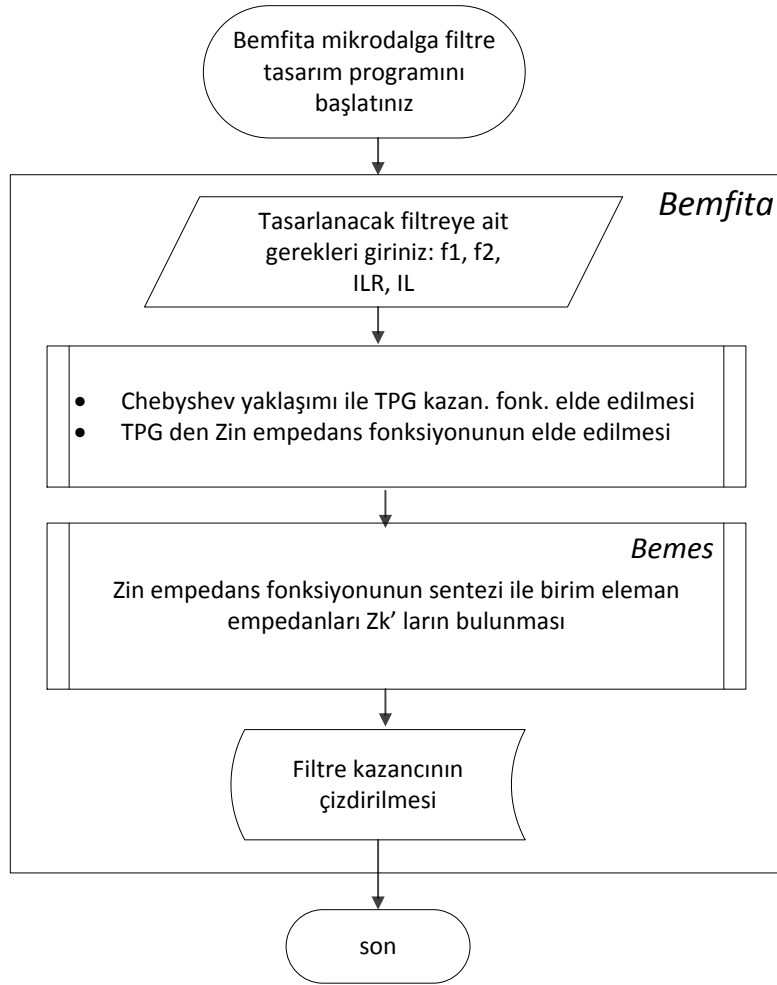 Bemfita mikrodalga filtre
tasarım programını
başlatınız
Bemfita
Tasarlanacak filtreye ait
gerekleri giriniz: f1, f2,
ILR, IL
• Chebyshev yaklaşımı ile TPG kazan. fonk. elde edilmesi
• TPG den Zin empedans fonksiyonunun elde edilmesi
Bemes
Zin empedans fonksiyonunun sentezi ile birim eleman
empedanları Zk’ ların bulunması
Filtre kazancının
çizdirilmesi
son